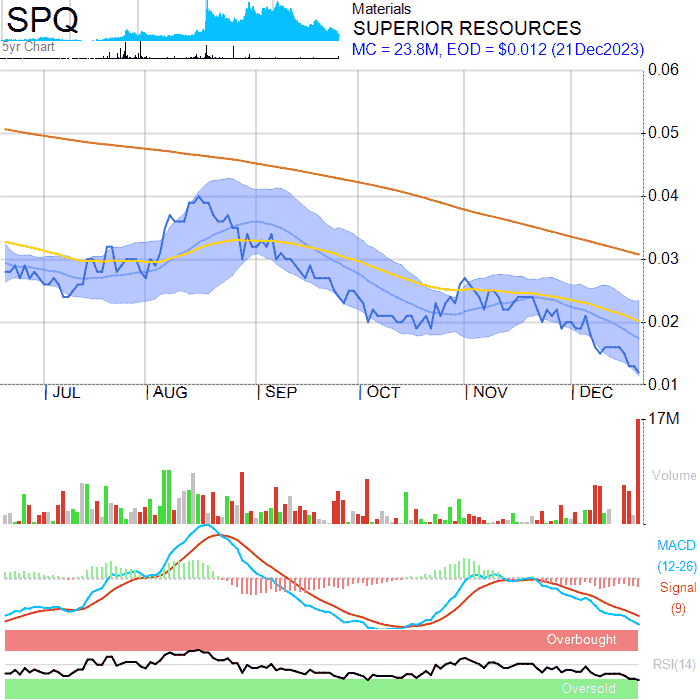 SPQ
5yr Chart
Materials
SUPERIOR RESOURCES
MC = 23.8M, EOD = $0.012 (21Dec2023)
0.06
0.05
0.04
0.03
0.02
0.01
JUL AUG SEP OCT NOV DEC
17M
Volume
MACD
(12-26)
Signal
(9)
Overbought
RSI(14)
Oversold